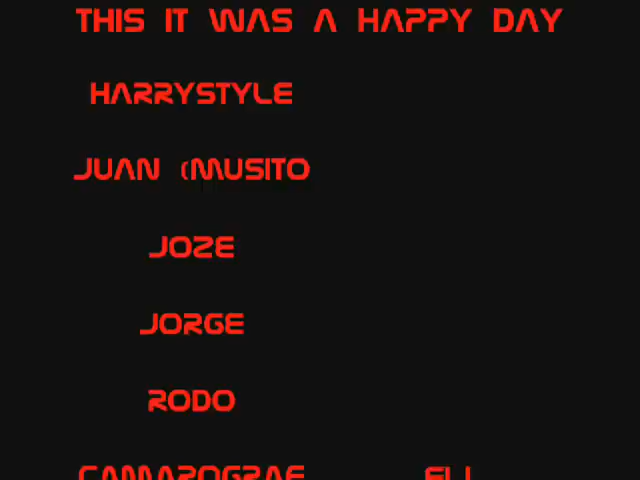 THIS IT WAS A HAPPY DAY
HARRYSTYLE
JUAN (MUSITO
JOZE
JORGE
RODO